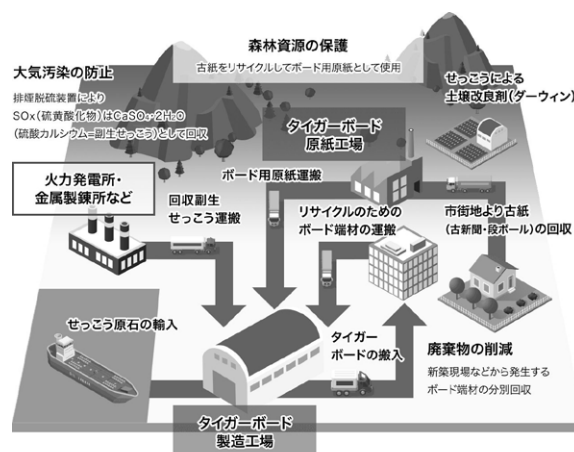 森林資源の保護
古紙をリサイクルしてボード用原紙として使用
大気汚染の防止
排煙脱硫装置により
SOx(硫黄酸化物)はCaSO₄·2H₂O
(硫酸カルシウム=副生せっこう)として回収
せっこうによる
土壌改良剤(ダーウィン)
タイガーボード
原紙工場
火力発電所・
金属製錬所など
回収副生
せっこう運搬
ボード用原紙運搬
リサイクルのための
ボード端材の運搬
市街地より古紙
(古新聞・段ボール)の回収
せっこう原石の輸入
タイガー
ボードの搬入
廃棄物の削減
新築現場などから発生する
ボード端材の分別回収
タイガーボード
製造工場